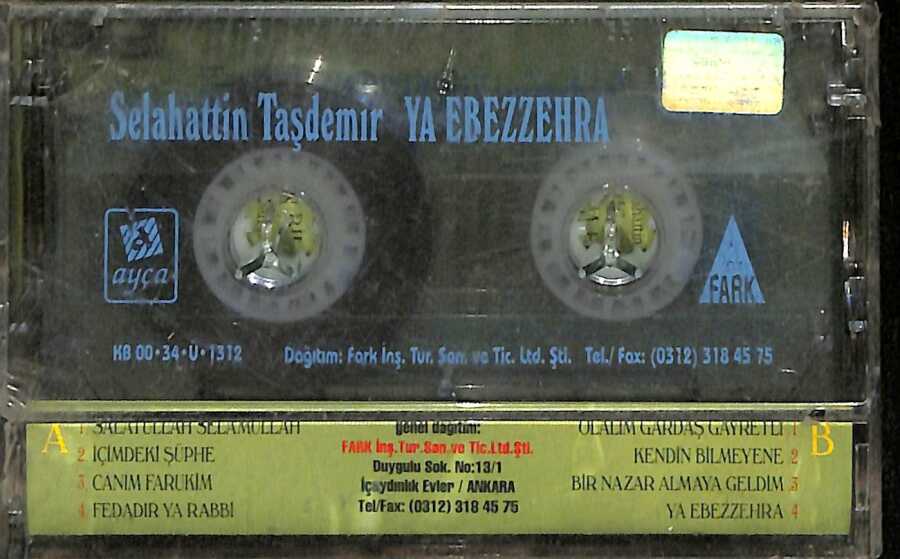 Selahattin Taşdemir YA EBEZZEHRA
ayça
FARK
KB 00·34·U·1312 Dağıtım: Fark İnş. Tur. San. ve Tic. Ltd. Şti. Tel./ Fax: (0312) 318 45 75
A
1 SALATULLAH SELAMULLAH
2 İÇİMDEKİ ŞÜPHE
3 CANIM FARUKİM
4 FEDADIR YA RABBİ
genel dağıtım:
FARK İnş.Tur.San.ve Tic.Ltd.Şti.
Duygulu Sok. No:13/1
İçaydınlık Evler / ANKARA
Tel/Fax: (0312) 318 45 75
B
OLALIM GARDAŞ GAYRETLİ 1
KENDİN BİLMEYENE 2
BİR NAZAR ALMAYA GELDİM 3
YA EBEZZEHRA 4